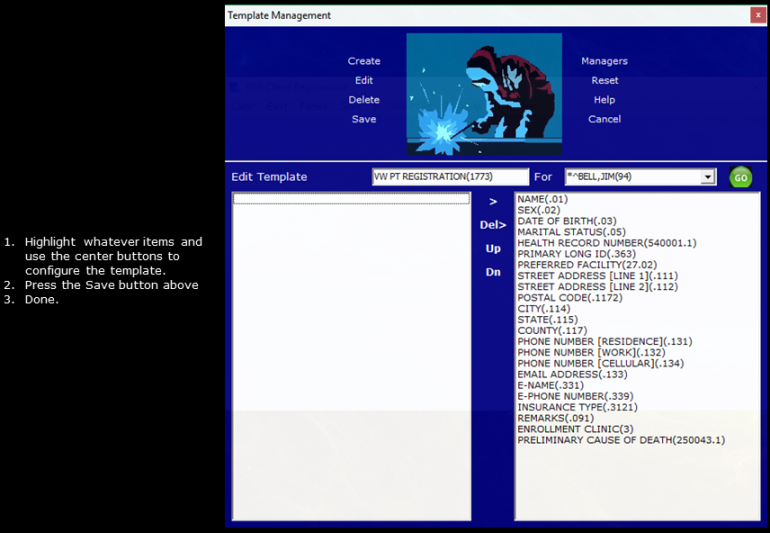 Template Management
x
Create
Edit
Delete
Save
Managers
Reset
Help
Cancel
Edit Template
VW PT REGISTRATION(1773)
For
*^BELL,JIM(94)
GO
1. Highlight whatever items and
use the center buttons to
configure the template.
2. Press the Save button above
3. Done.
>
Del>
Up
Dn
NAME(.01)
SEX(.02)
DATE OF BIRTH(.03)
MARITAL STATUS(.05)
HEALTH RECORD NUMBER(540001.1)
PRIMARY LONG ID(.363)
PREFERRED FACILITY(27.02)
STREET ADDRESS [LINE 1](.111)
STREET ADDRESS [LINE 2](.112)
POSTAL CODE(.1172)
CITY(.114)
STATE(.115)
COUNTY(.117)
PHONE NUMBER [RESIDENCE](.131)
PHONE NUMBER [WORK](.132)
PHONE NUMBER [CELLULAR](.134)
EMAIL ADDRESS(.133)
E-NAME(.331)
E-PHONE NUMBER(.339)
INSURANCE TYPE(.3121)
REMARKS(.091)
ENROLLMENT CLINIC(3)
PRELIMINARY CAUSE OF DEATH(250043.1)